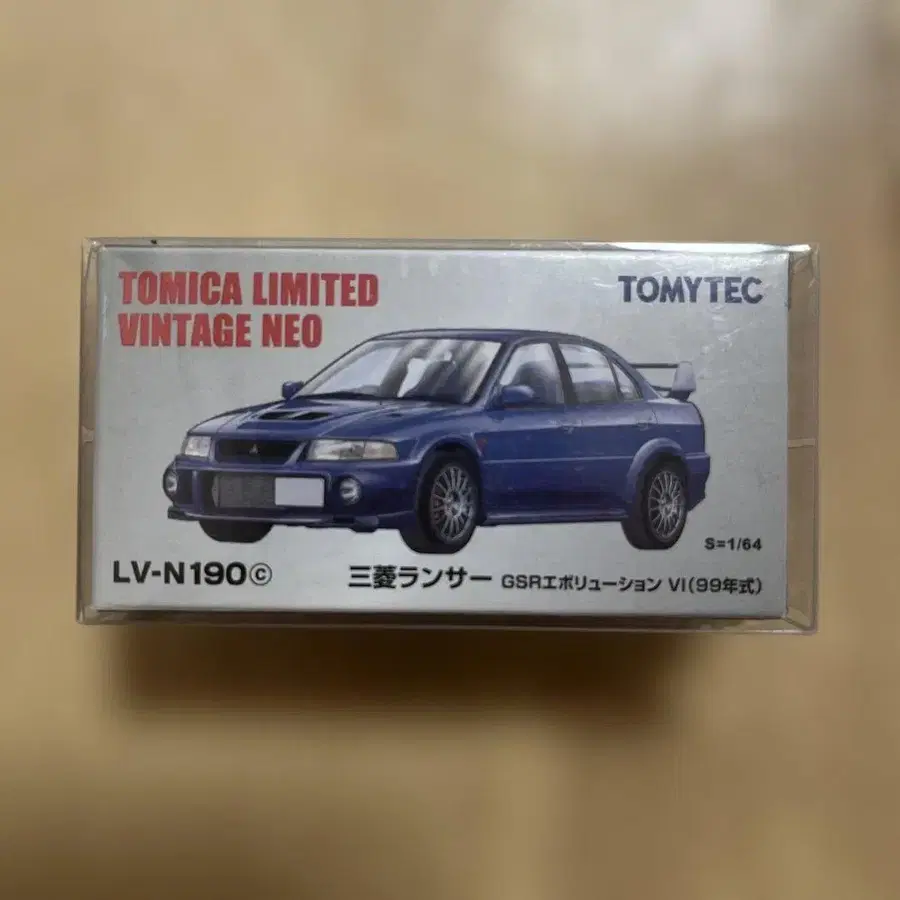 TOMICA LIMITED
VINTAGE NEO
TOMYTEC
S=1/64
LV-N190ⓒ
三菱ランサー GSRエボリューション VI(99年式)